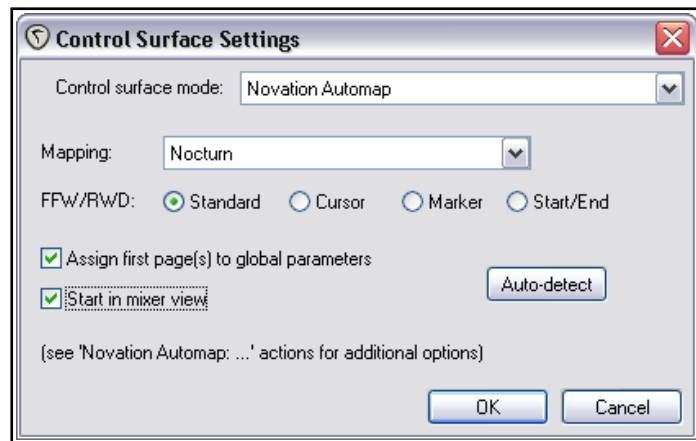 Control Surface Settings
Control surface mode: Novation Automap
Mapping: Nocturn
FFW/RWD: Standard Cursor Marker Start/End
Assign first page(s) to global parameters
Auto-detect
Start in mixer view
(see 'Novation Automap: ...' actions for additional options)
OK Cancel